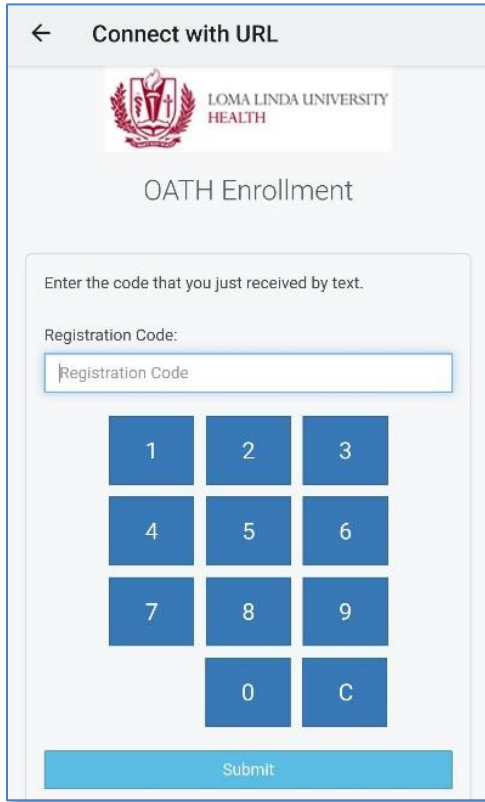 Connect with URL
LOMA LINDA UNIVERSITY
HEALTH
OATH Enrollment
Enter the code that you just received by text.
Registration Code:
Registration Code
1 2 3
4 5 6
7 8 9
0 C
Submit